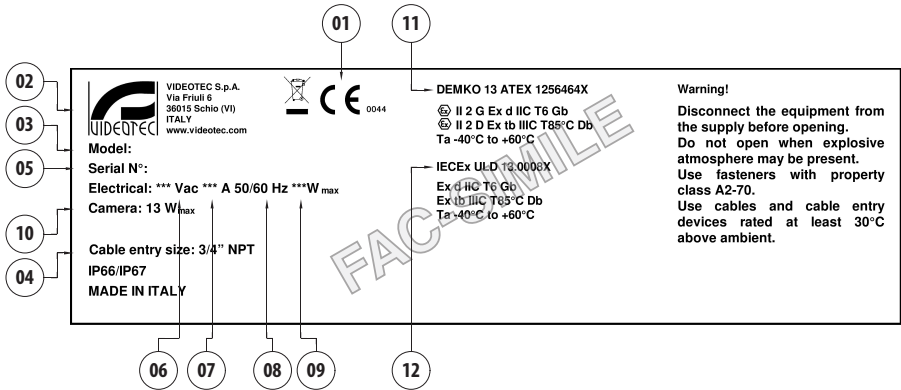 01
11
02
03
05
10
04
VIDEOTEC
VIDEOTEC S.p.A.
Via Friuli 6
36015 Schio (VI)
ITALY
www.videotec.com
CE 0044
Model:
Serial N°:
Electrical: *** Vac *** A 50/60 Hz ***W max
Camera: 13 Wmax
Cable entry size: 3/4” NPT
IP66/IP67
MADE IN ITALY
DEMKO 13 ATEX 1256464X
Ex II 2 G Ex d IIC T6 Gb
Ex II 2 D Ex tb IIIC T85°C Db
Ta -40°C to +60°C
IECEx ULD 13.0008X
Ex d IIC T6 Gb
Ex tb IIIC T85°C Db
Ta -40°C to +60°C
FAC-SIMILE
Warning!
Disconnect the equipment from
the supply before opening.
Do not open when explosive
atmosphere may be present.
Use fasteners with property
class A2-70.
Use cables and cable entry
devices rated at least 30°C
above ambient.
06
07
08
09
12